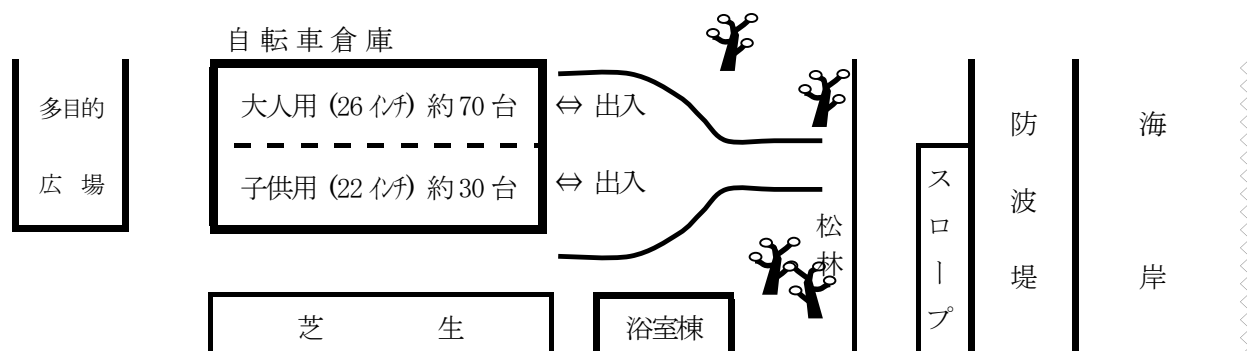 自転車倉庫
多目的
広場
大人用 (26 インチ) 約 70 台
⇔ 出入
子供用 (22 インチ) 約 30 台
⇔ 出入
松林
スロープ
防波堤
海岸
芝生
浴室棟